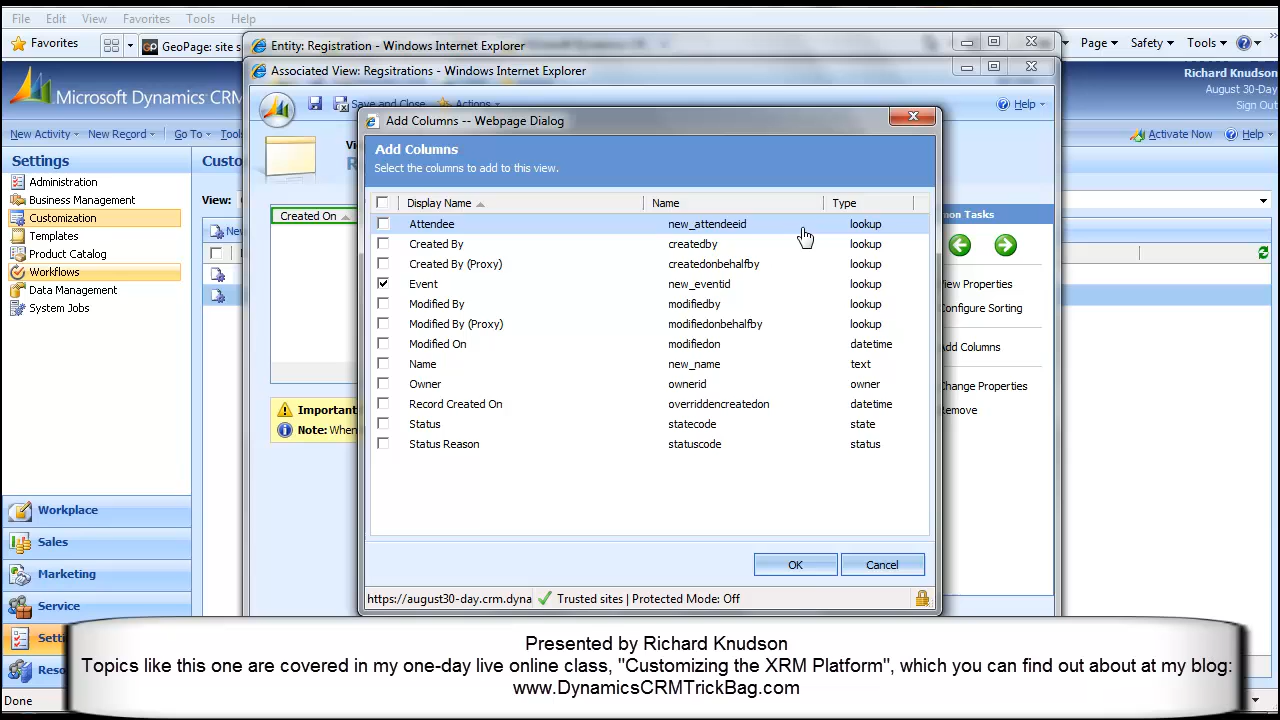 File Edit View Favorites Tools Help
Favorites GeoPage: site s Page Safety Tools
Entity: Registration - Windows Internet Explorer
Associated View: Regsitrations - Windows Internet Explorer
Microsoft Dynamics CRM
Richard Knudson
August 30-Day
Sign Out
Save and Close Actions Help
New Activity New Record Go To Tools
Activate Now Help
Add Columns -- Webpage Dialog
Add Columns
Select the columns to add to this view.
Settings
Administration
Business Management
Customization
Templates
Product Catalog
Workflows
Data Management
System Jobs
View:
New
Created On
Display Name Name Type
Attendee new_attendeeid lookup
Created By createdby lookup
Created By (Proxy) createdonbehalfby lookup
Event new_eventid lookup
Modified By modifiedby lookup
Modified By (Proxy) modifiedonbehalfby lookup
Modified On modifiedon datetime
Name new_name text
Owner ownerid owner
Record Created On overriddencreatedon datetime
Status statecode state
Status Reason statuscode status
mon Tasks
View Properties
Configure Sorting
Add Columns
Change Properties
Important
Note: When
OK Cancel
https://august30-day.crm.dyna Trusted sites | Protected Mode: Off
Workplace
Sales
Marketing
Service
Setti
Reso
Done
Presented by Richard Knudson
Topics like this one are covered in my one-day live online class, "Customizing the XRM Platform", which you can find out about at my blog:
www.DynamicsCRMTrickBag.com